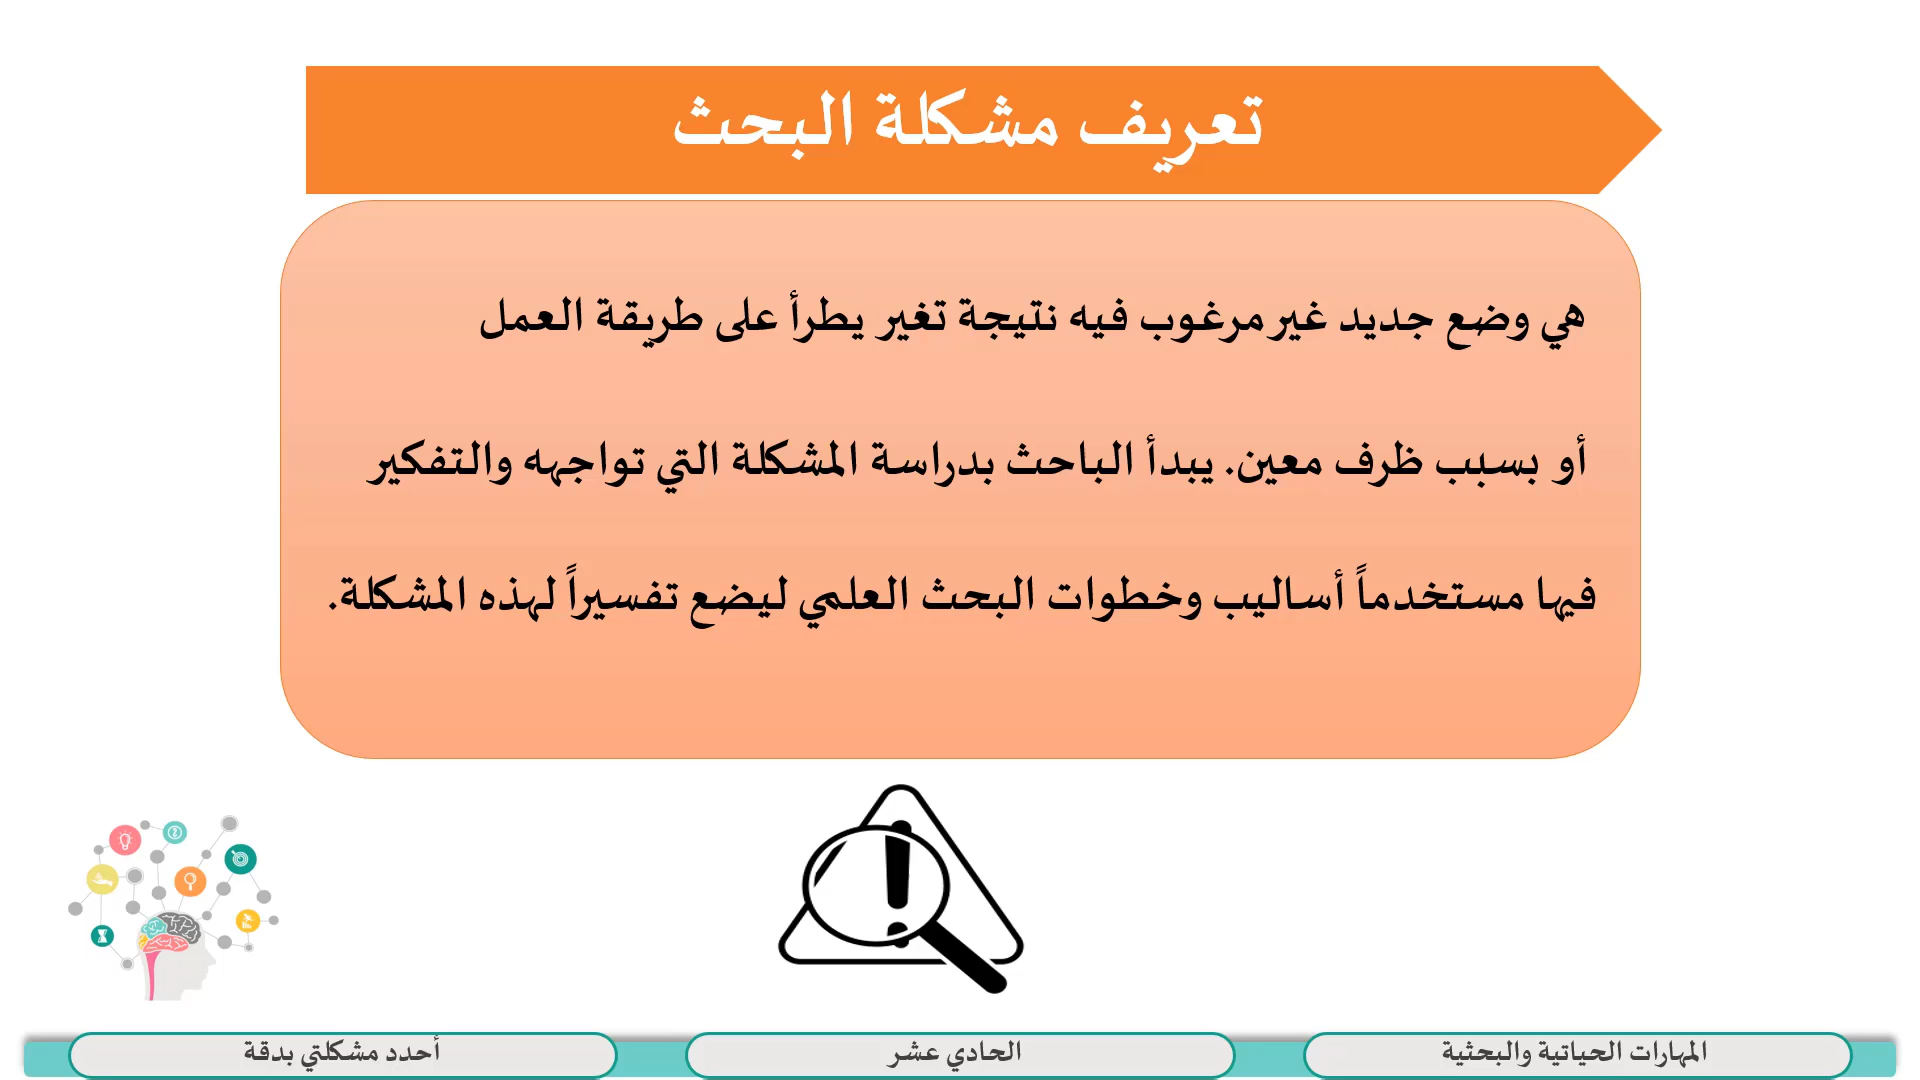 تعريف مشكلة البحث
هي وضع جديد غير مرغوب فيه نتيجة تغير يطرأ على طريقة العمل
أو بسبب ظرف معين. يبدأ الباحث بدراسة المشكلة التي تواجهه والتفكير
فيها مستخدماً أساليب وخطوات البحث العلمي ليضع تفسيراً لهذه المشكلة.
المهارات الحياتية والبحثية
الحادي عشر
أحدد مشكلتي بدقة